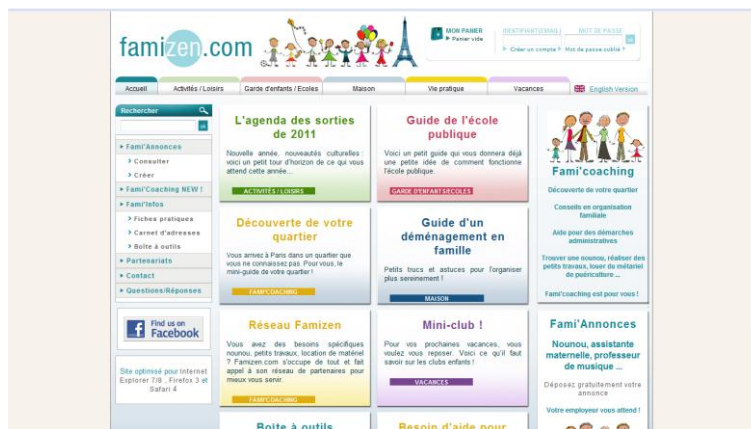 famizen.com
MON PANIER
Panier vide
IDENTIFIANT(EMAIL)
MOT DE PASSE
Créer un compte
Mot de passe oublié
Accueil
Activités / Loisirs
Garde d'enfants / Ecoles
Maison
Vie pratique
Vacances
English Version
Rechercher
Fami'Annonces
Consulter
Créer
Fami'Coaching NEW !
Fami'Infos
Fiches pratiques
Carnet d'adresses
Boîte à outils
Partenariats
Contact
Questions/Réponses
Find us on
Facebook
Site optimisé pour Internet
Explorer 7/8 , Firefox 3 et
Safari 4
L'agenda des sorties
de 2011
Nouvelle année, nouveautés culturelles :
voici un petit tour d'horizon de ce qui vous
attend cette année...
ACTIVITÉS / LOISIRS
Guide de l'école
publique
Voici un petit guide qui vous donnera déjà
une petite idée de comment fonctionne
l'école publique.
GARDE D'ENFANTS/ECOLES
Découverte de votre
quartier
Vous arrivez à Paris dans un quartier que
vous ne connaissez pas. Pour vous, le
mini-guide de votre quartier !
FAMI'COACHING
Guide d'un
déménagement en
famille
Petits trucs et astuces pour l'organiser
plus sereinement !
MAISON
Réseau Famizen
Vous avez des besoins spécifiques
nounou, petits travaux, location de matériel
? Famizen.com s'occupe de tout et fait
appel à son réseau de partenaires pour
mieux vous servir.
FAMI'COACHING
Mini-club !
Pour vos prochaines vacances, vous
voulez vous reposer. Voici ce qu'il faut
savoir sur les clubs enfants !
VACANCES
Boîte à outils
Besoin d'aide pour
Fami'coaching
Découverte de votre quartier
Conseils en organisation
familiale
Aide pour des démarches
administratives
Trouver une nounou, réaliser des
petits travaux, louer du métariel
de puériculture ...
Fami'coaching est pour vous !
Fami'Annonces
Nounou, assistante
maternelle, professeur
de musique ...
Déposez gratuitement votre
annonce
Votre employeur vous attend !